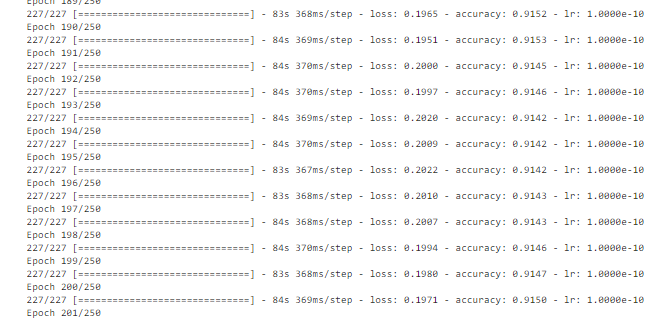 Epoch 189/250
227/227 [==============================] - 83s 368ms/step - loss: 0.1965 - accuracy: 0.9152 - lr: 1.0000e-10
Epoch 190/250
227/227 [==============================] - 84s 369ms/step - loss: 0.1951 - accuracy: 0.9153 - lr: 1.0000e-10
Epoch 191/250
227/227 [==============================] - 84s 370ms/step - loss: 0.2000 - accuracy: 0.9145 - lr: 1.0000e-10
Epoch 192/250
227/227 [==============================] - 84s 370ms/step - loss: 0.1997 - accuracy: 0.9146 - lr: 1.0000e-10
Epoch 193/250
227/227 [==============================] - 84s 369ms/step - loss: 0.2020 - accuracy: 0.9142 - lr: 1.0000e-10
Epoch 194/250
227/227 [==============================] - 84s 370ms/step - loss: 0.2009 - accuracy: 0.9142 - lr: 1.0000e-10
Epoch 195/250
227/227 [==============================] - 83s 367ms/step - loss: 0.2022 - accuracy: 0.9142 - lr: 1.0000e-10
Epoch 196/250
227/227 [==============================] - 83s 368ms/step - loss: 0.2010 - accuracy: 0.9143 - lr: 1.0000e-10
Epoch 197/250
227/227 [==============================] - 84s 368ms/step - loss: 0.2007 - accuracy: 0.9143 - lr: 1.0000e-10
Epoch 198/250
227/227 [==============================] - 84s 370ms/step - loss: 0.1994 - accuracy: 0.9146 - lr: 1.0000e-10
Epoch 199/250
227/227 [==============================] - 83s 368ms/step - loss: 0.1980 - accuracy: 0.9147 - lr: 1.0000e-10
Epoch 200/250
227/227 [==============================] - 84s 369ms/step - loss: 0.1971 - accuracy: 0.9150 - lr: 1.0000e-10
Epoch 201/250